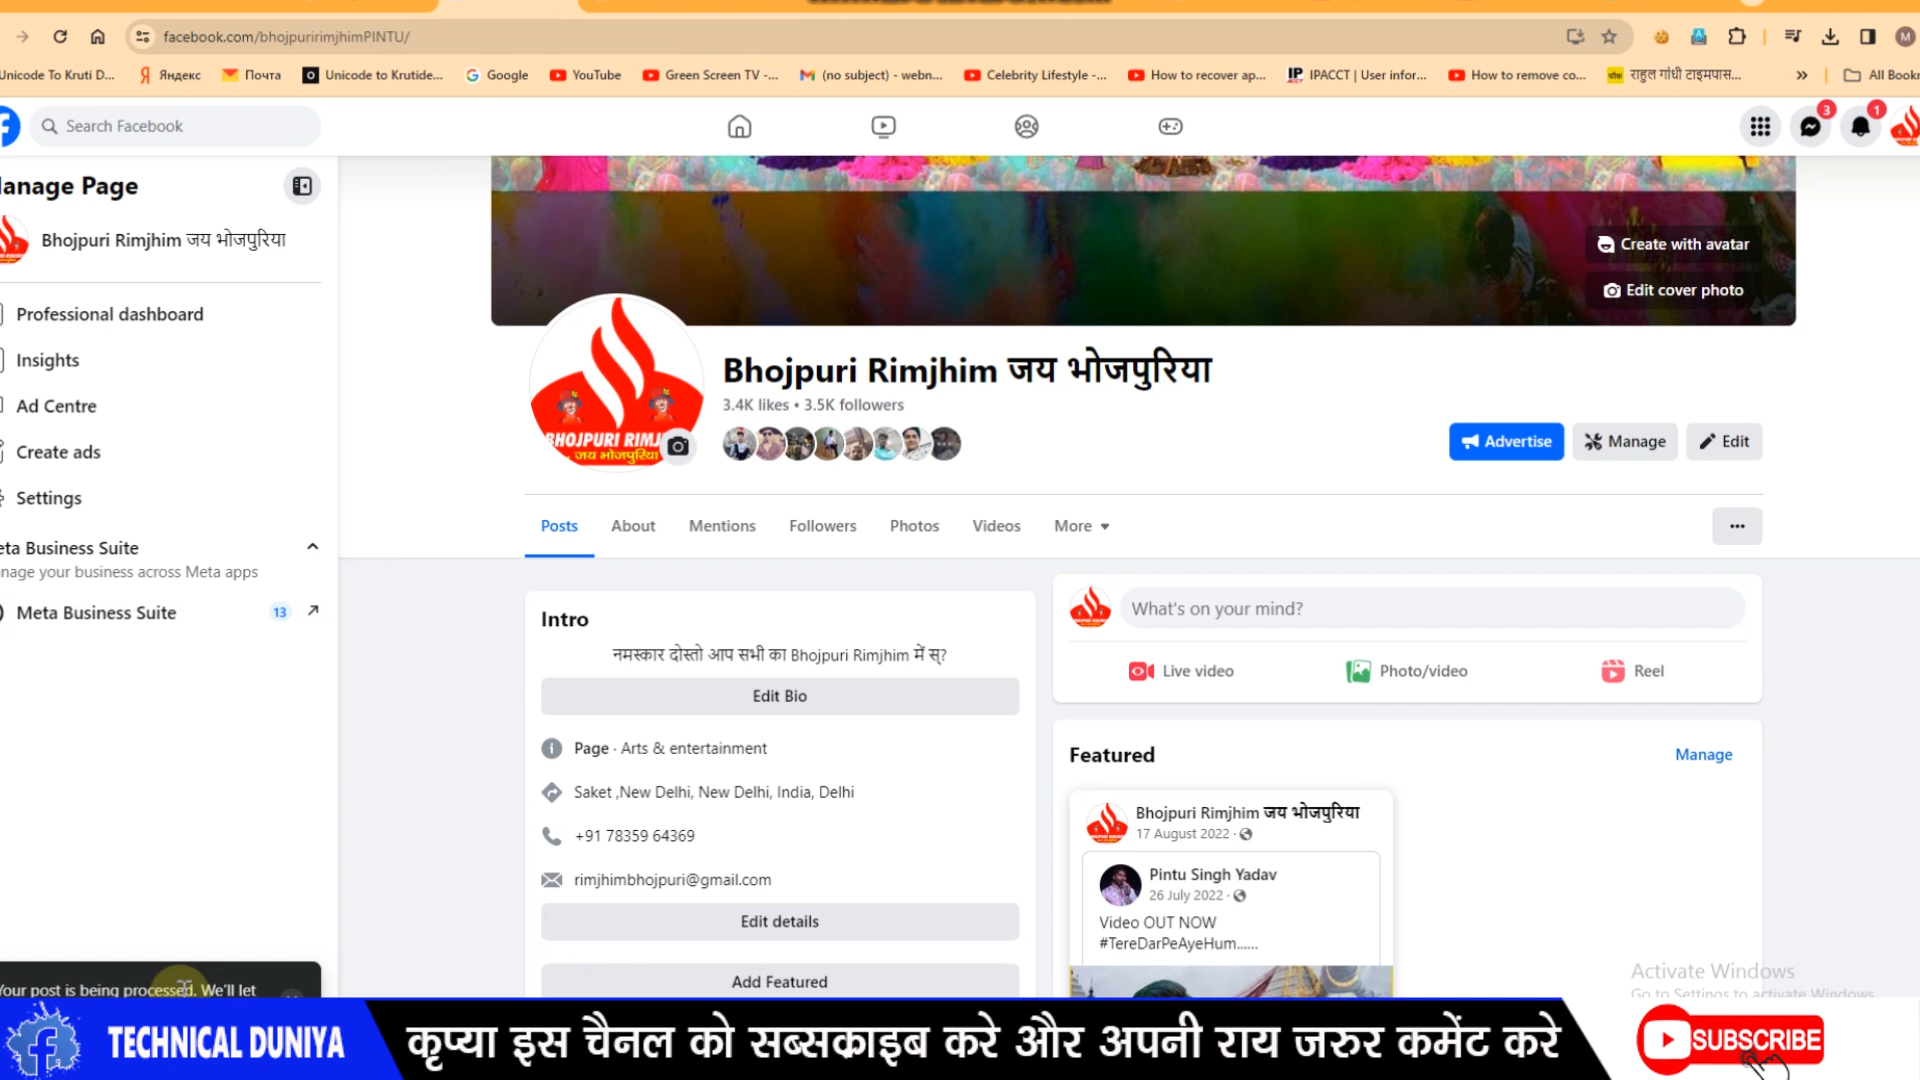 facebook.com/bhojpuririmjhimPINTU/
Unicode To Kruti D...
Яндекс
Почта
Unicode to Krutide...
Google
YouTube
Green Screen TV -...
(no subject) - webn...
Celebrity Lifestyle -...
How to recover ap...
IPACCT | User infor...
How to remove co...
राहुल गांधी टाइमपास...
All Bookr
Search Facebook
3
1
anage Page
Bhojpuri Rimjhim जय भोजपुरिया
Professional dashboard
Insights
Ad Centre
Create ads
Settings
eta Business Suite
nage your business across Meta apps
Meta Business Suite
13
Create with avatar
Edit cover photo
BHOJPURI RIMJ
जय भोजपुरिया
Bhojpuri Rimjhim जय भोजपुरिया
3.4K likes • 3.5K followers
Advertise
Manage
Edit
Posts
About
Mentions
Followers
Photos
Videos
More
Intro
नमस्कार दोस्तो आप सभी का Bhojpuri Rimjhim में स्?
Edit Bio
Page · Arts & entertainment
Saket ,New Delhi, New Delhi, India, Delhi
+91 78359 64369
rimjhimbhojpuri@gmail.com
Edit details
Add Featured
What's on your mind?
Live video
Photo/video
Reel
Featured
Manage
Bhojpuri Rimjhim जय भोजपुरिया
17 August 2022 ·
Pintu Singh Yadav
26 July 2022 ·
Video OUT NOW
#TereDarPeAyeHum......
Activate Windows
Go to Settings to activate Windows.
Your post is being processed. We'll let
TECHNICAL DUNIYA
कृप्या इस चैनल को सब्सक्राइब करे और अपनी राय जरुर कमेंट करे
SUBSCRIBE